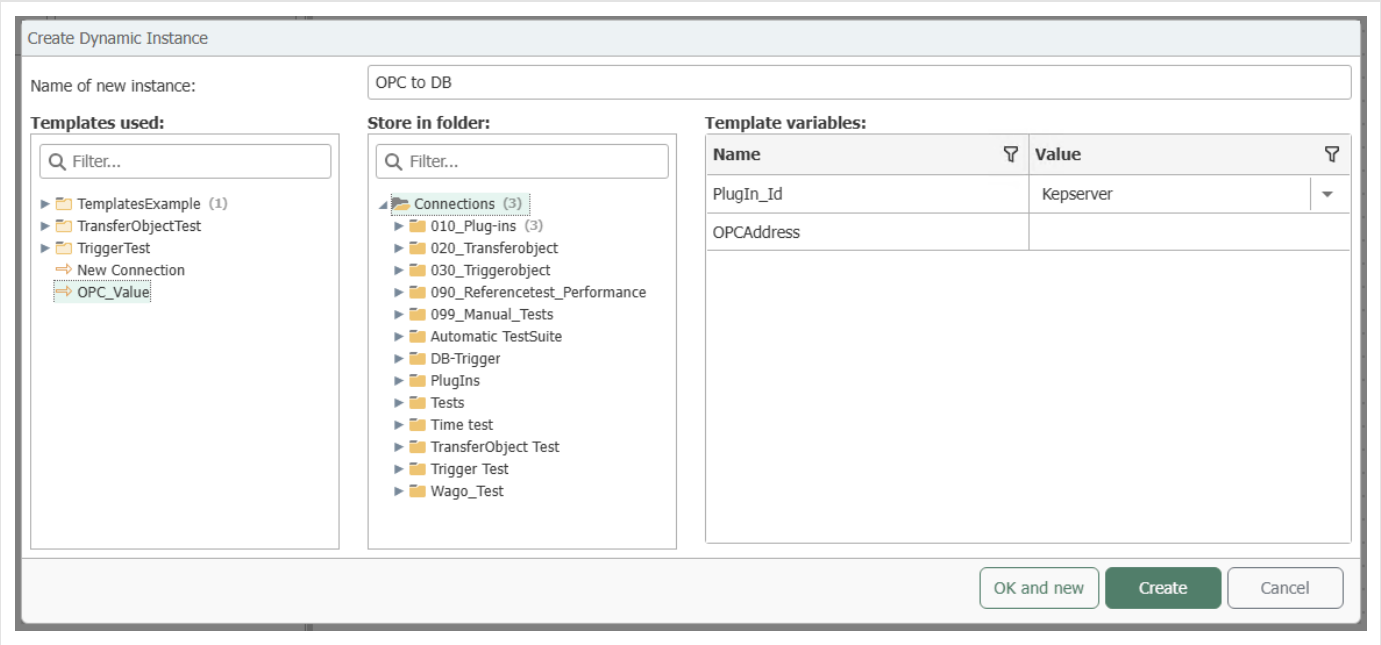 Create Dynamic Instance
Name of new instance:
OPC to DB
Templates used:
Filter...
TemplatesExample (1)
TransferObjectTest
TriggerTest
New Connection
OPC_Value
Store in folder:
Filter...
Connections (3)
010_Plug-ins (3)
020_Transferobject
030_Triggerobject
090_Referencetest_Performance
099_Manual_Tests
Automatic TestSuite
DB-Trigger
PlugIns
Tests
Time test
TransferObject Test
Trigger Test
Wago_Test
Template variables:
Name Value
PlugIn_Id Kepserver
OPCAddress
OK and new Create Cancel